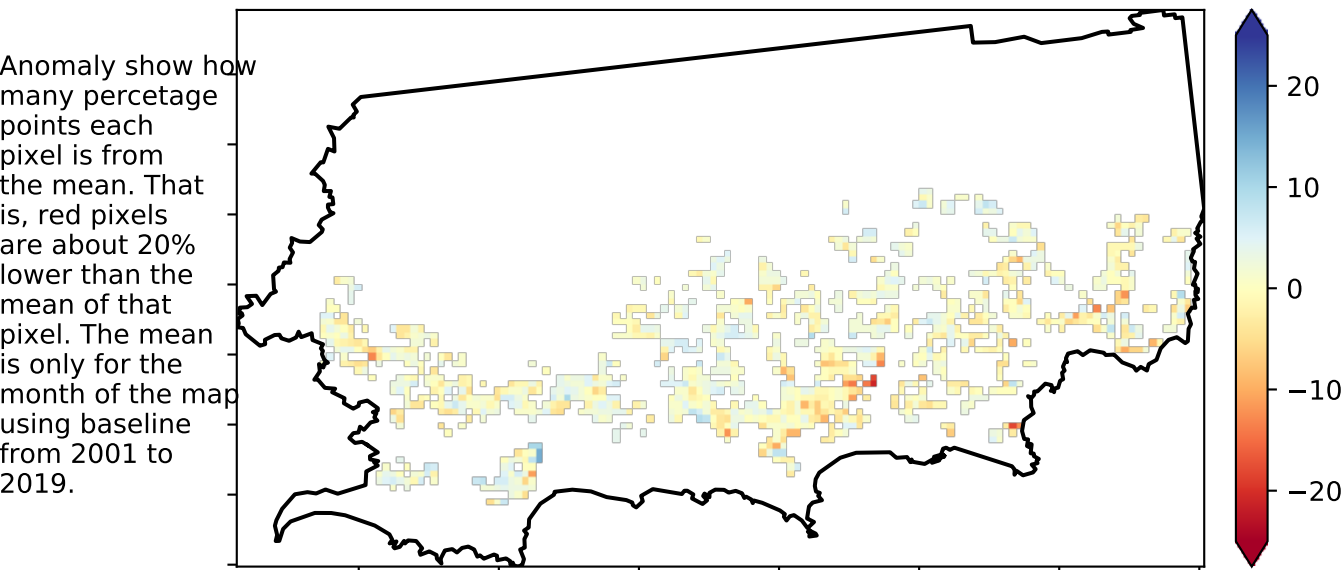 Anomaly show how
many percetage
points each
pixel is from
the mean. That
is, red pixels
are about 20%
lower than the
mean of that
pixel. The mean
is only for the
month of the map
using baseline
from 2001 to
2019.
20
10
0
−10
−20